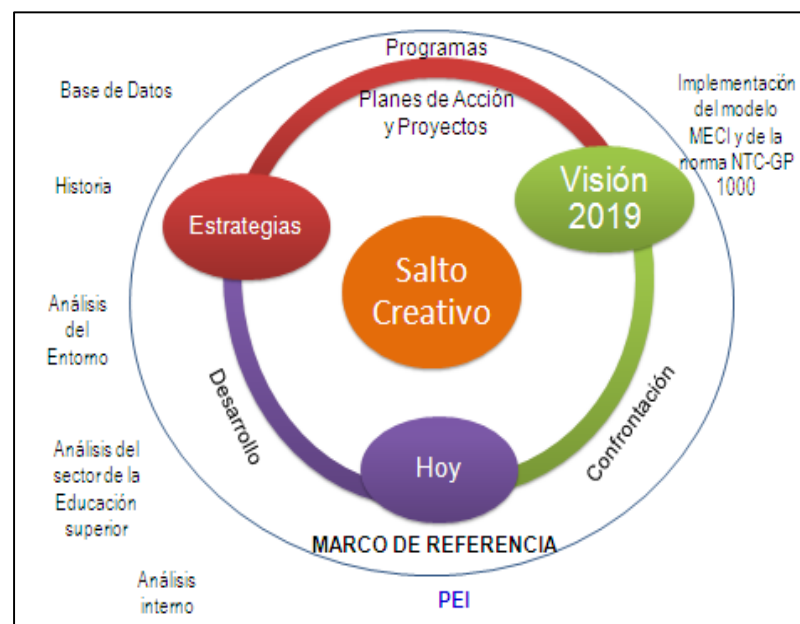 Programas
Planes de Acción
y Proyectos
Base de Datos
Implementación
del modelo
MECI y de la
norma NTC-GP
1000
Historia
Visión
2019
Estrategias
Salto
Creativo
Análisis
del
Entorno
Desarrollo
Confrontación
Hoy
Análisis del
sector de la
Educación
superior
MARCO DE REFERENCIA
Análisis
interno
PEI